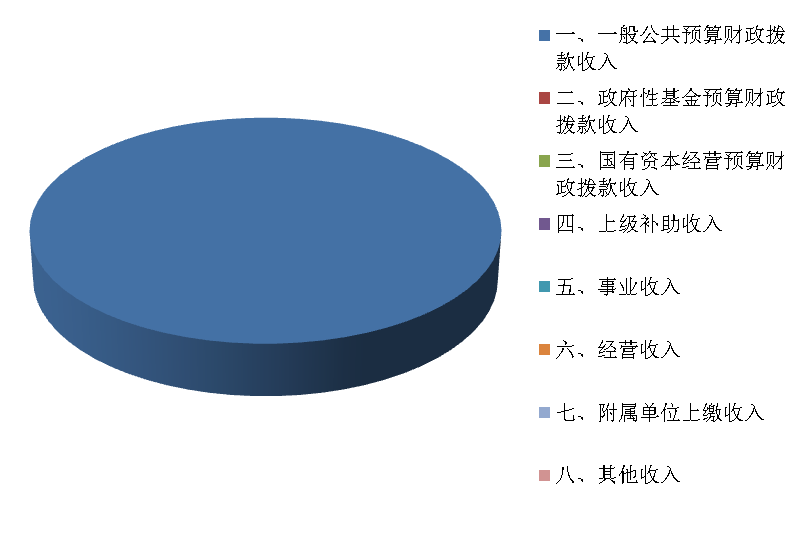 一、一般公共预算财政拨
款收入
二、政府性基金预算财政
拨款收入
三、国有资本经营预算财
政拨款收入
四、上级补助收入
五、事业收入
六、经营收入
七、附属单位上缴收入
八、其他收入